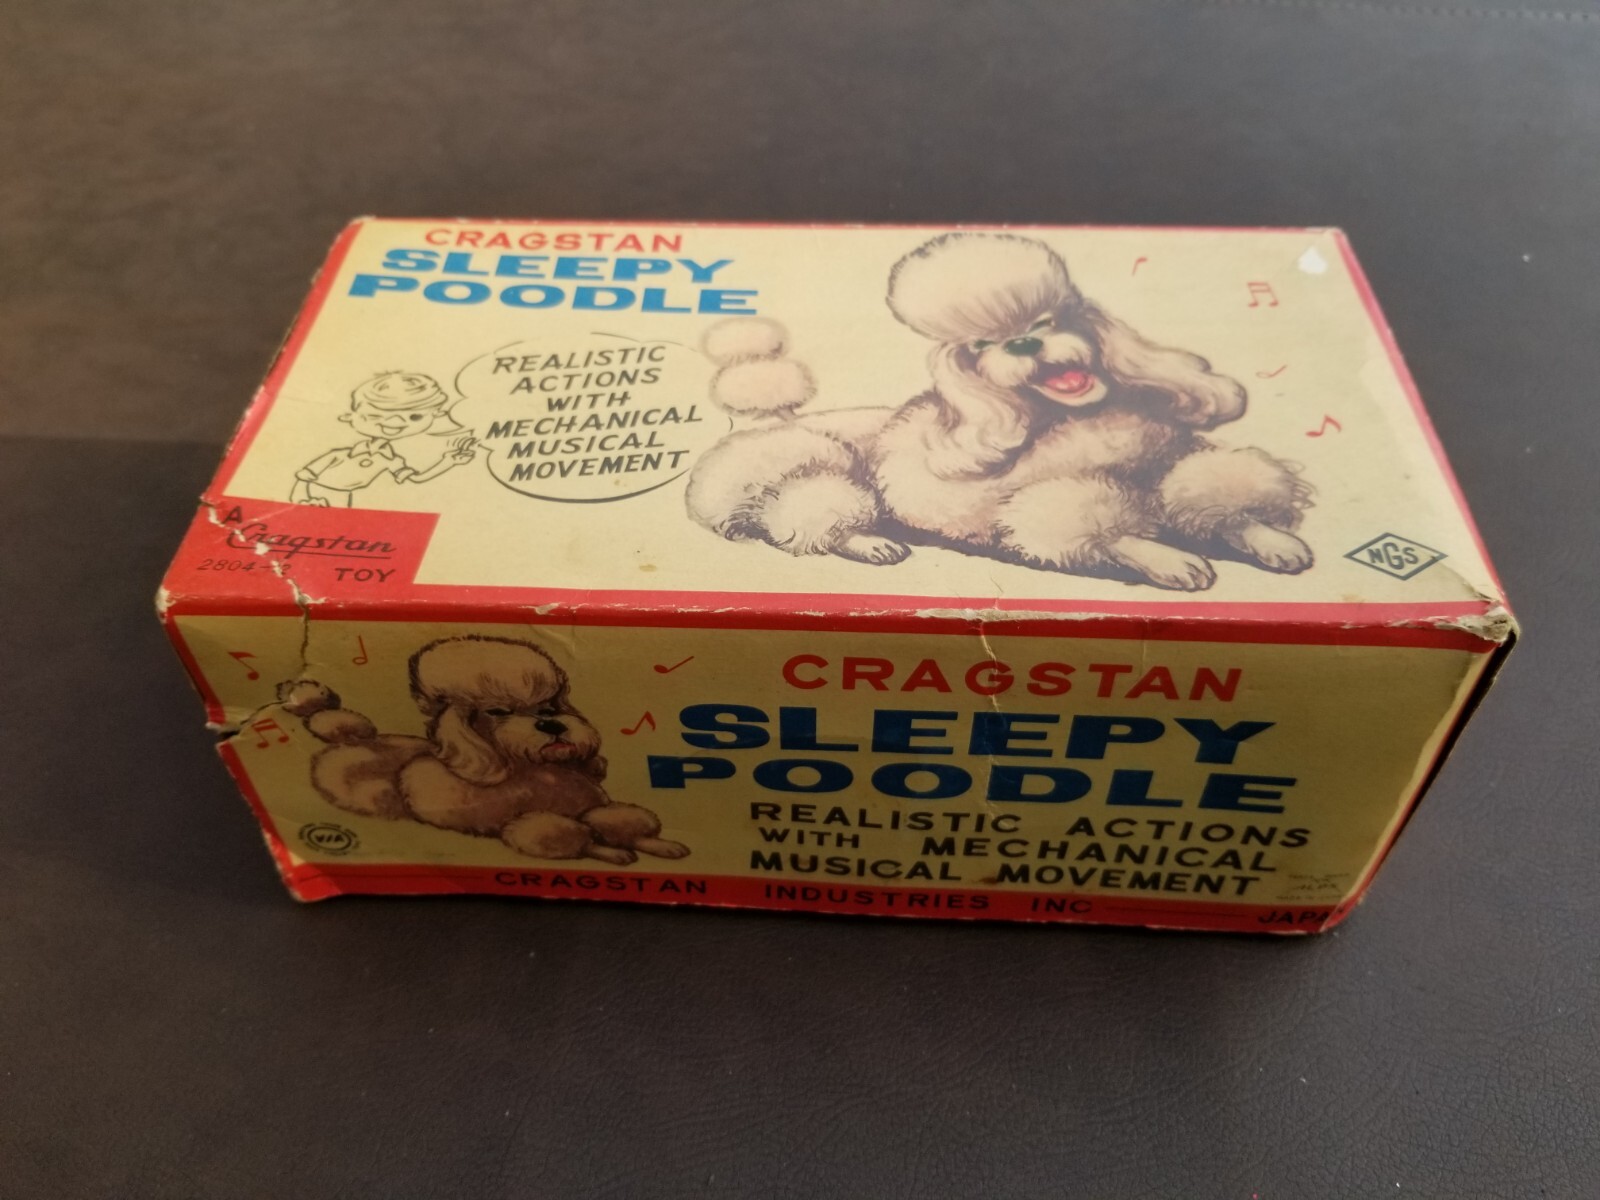 CRAGSTAN
SLEEPY
POODLE
REALISTIC
ACTIONS
WITH
MECHANICAL
MUSICAL
MOVEMENT
A
Cragstan
TOY
NGS
CRAGSTAN
SLEEPY
POODLE
REALISTIC ACTIONS
WITH MECHANICAL
MUSICAL MOVEMENT
CRAGSTAN INDUSTRIES INC JAPAN